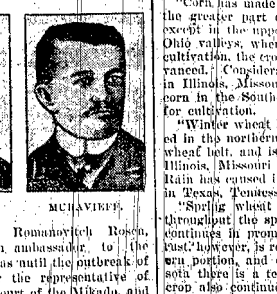 MURAVIEFF.
Romanovitch Rosen,
ambassador to the
as until the outbreak of
the representative of
court of the Mikado, and
"Corn has made
the greater part
except in the uppe
Ohio valleys, wher
cultivation, the cro
vanced. Considera
in Illinois, Missou
corn in the South
for cultivation.
"Winter wheat
ed in the northern
wheat belt, and is
Illinois, Missouri
Rain has caused
in Texas, Tenness
"Spring wheat
throughout the sp
continues in prom
rust, however, is re
ern portion, and
sota there is a
crop also continu